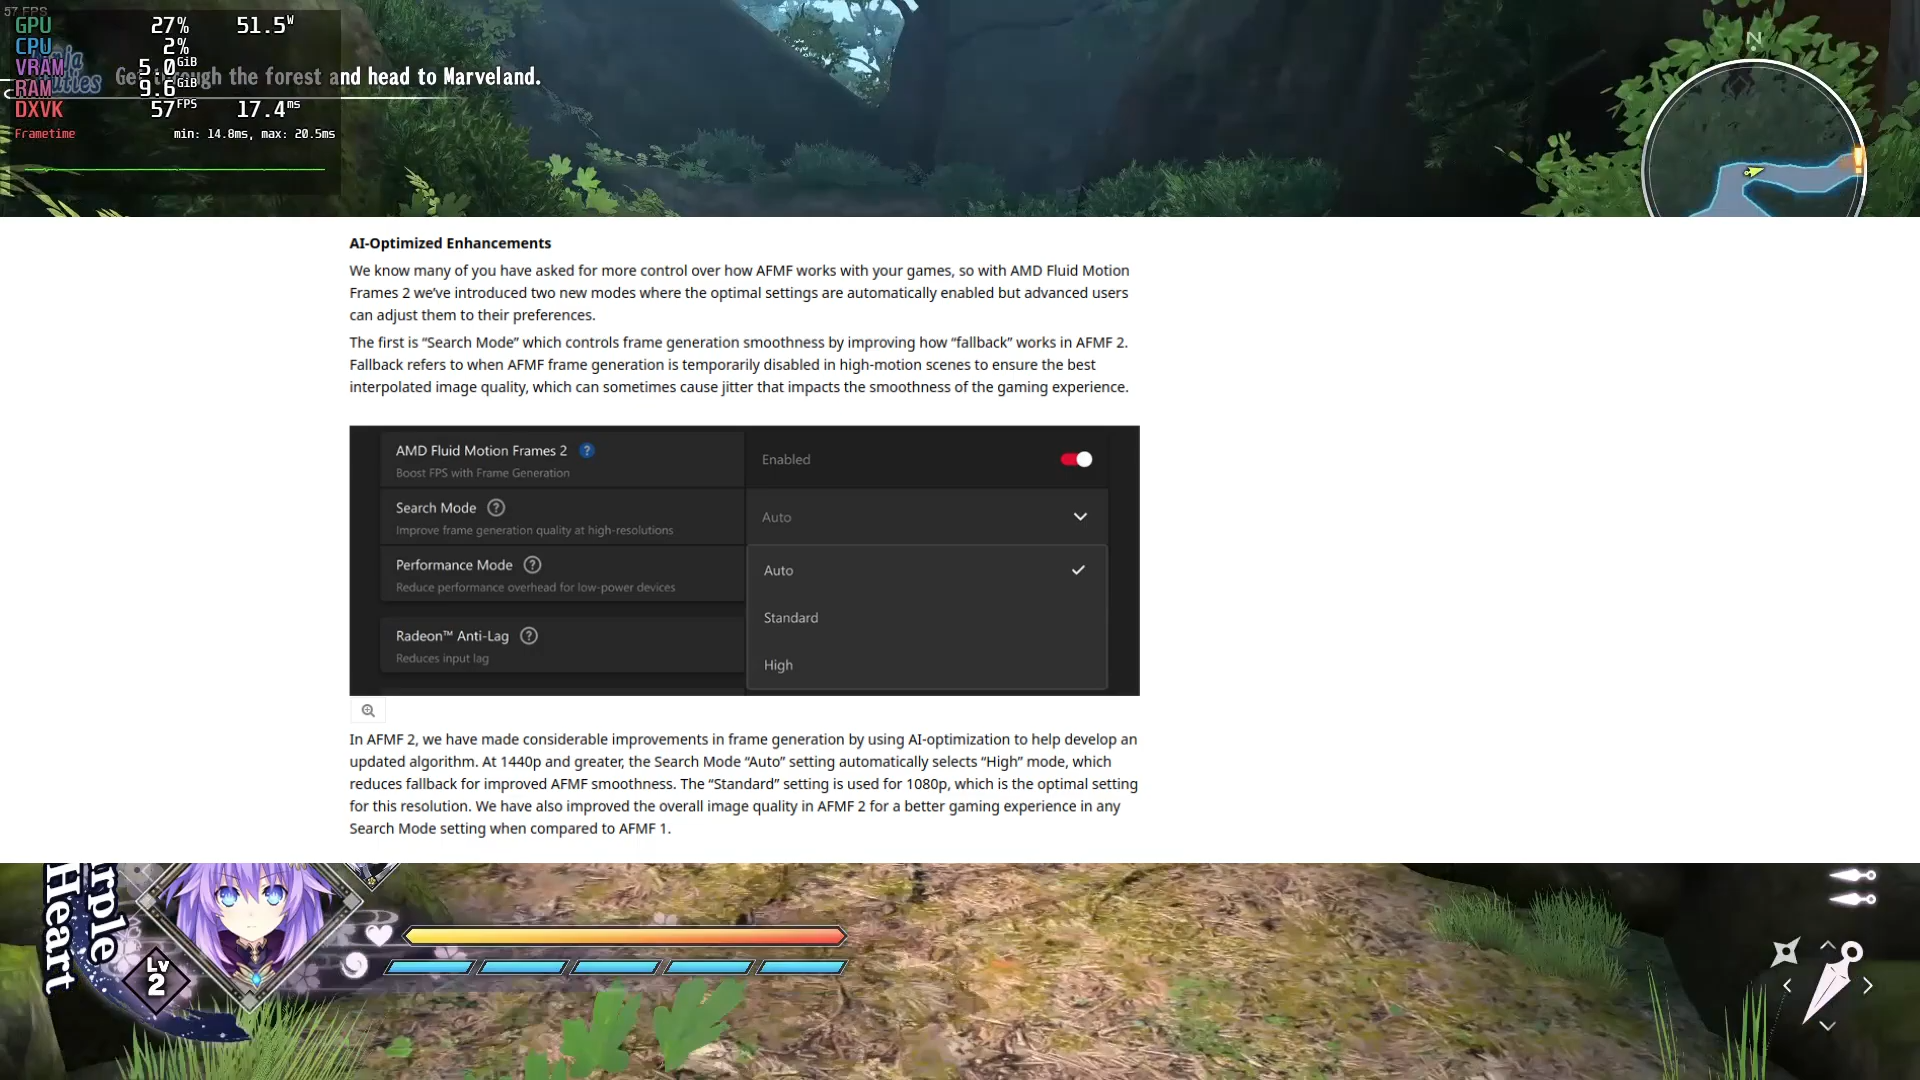 57 FPS
GPU 27% 51.5W
CPU 2%
VRAM 5.0GiB
RAM 9.6GiB
DXVK 57FPS 17.4ms
Frametime min: 14.8ms, max: 20.5ms
Get through the forest and head to Marveland.
N
AI-Optimized Enhancements
We know many of you have asked for more control over how AFMF works with your games, so with AMD Fluid Motion
Frames 2 we’ve introduced two new modes where the optimal settings are automatically enabled but advanced users
can adjust them to their preferences.
The first is “Search Mode” which controls frame generation smoothness by improving how “fallback” works in AFMF 2.
Fallback refers to when AFMF frame generation is temporarily disabled in high-motion scenes to ensure the best
interpolated image quality, which can sometimes cause jitter that impacts the smoothness of the gaming experience.
AMD Fluid Motion Frames 2 ?
Boost FPS with Frame Generation
Enabled
Search Mode ?
Improve frame generation quality at high-resolutions
Auto
Performance Mode ?
Reduce performance overhead for low-power devices
Auto
Standard
High
Radeon™ Anti-Lag ?
Reduces input lag
In AFMF 2, we have made considerable improvements in frame generation by using AI-optimization to help develop an
updated algorithm. At 1440p and greater, the Search Mode “Auto” setting automatically selects “High” mode, which
reduces fallback for improved AFMF smoothness. The “Standard” setting is used for 1080p, which is the optimal setting
for this resolution. We have also improved the overall image quality in AFMF 2 for a better gaming experience in any
Search Mode setting when compared to AFMF 1.
urple
Heart
Lv
2